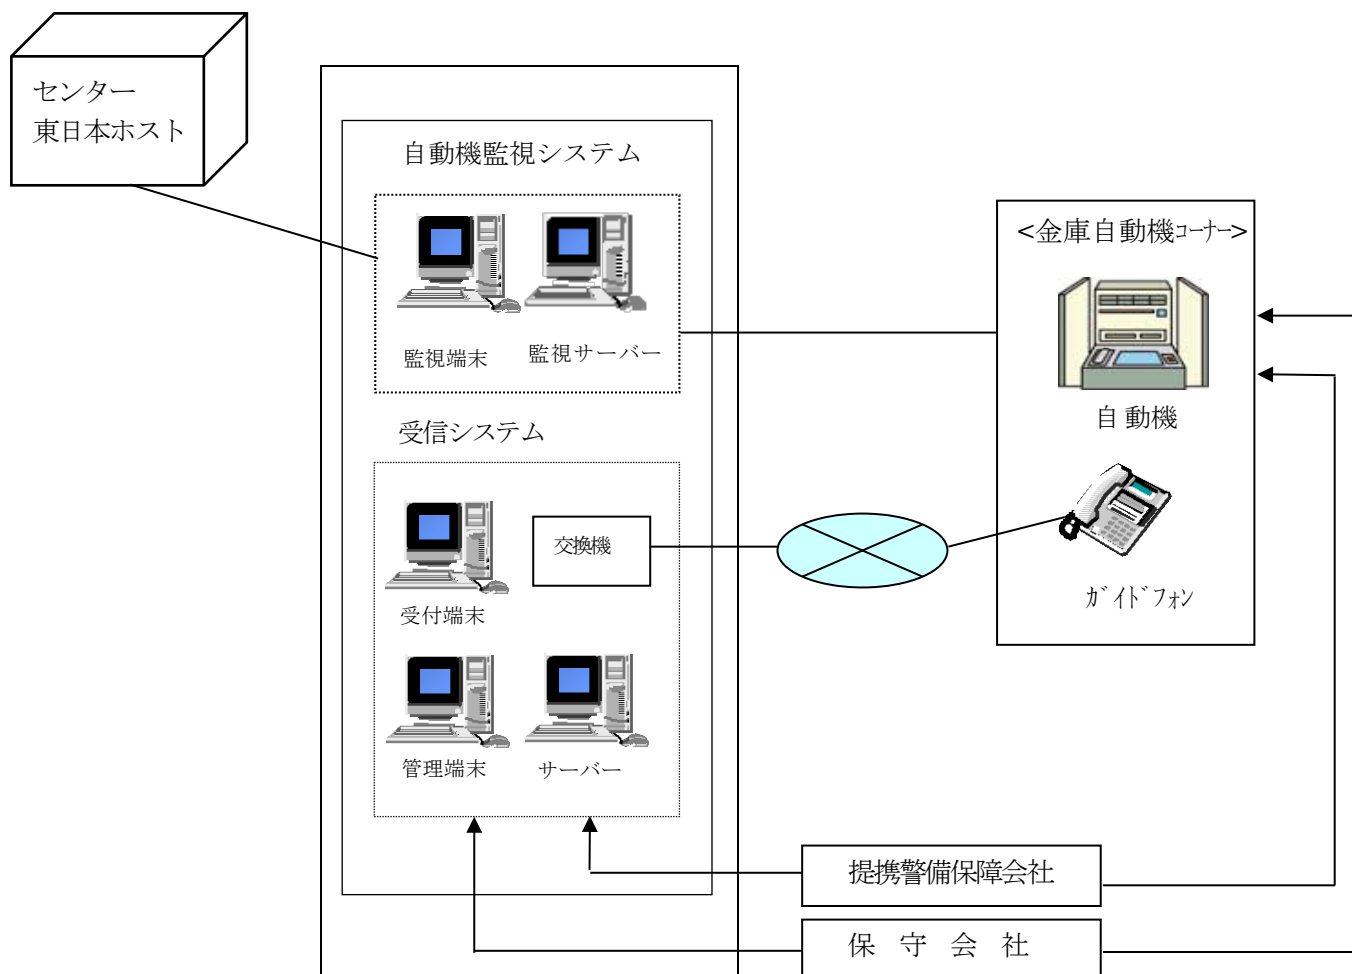 センター
東日本ホスト
自動機監視システム
監視端末
監視サーバー
受信システム
受付端末
交換機
管理端末
サーバー
<金庫自動機コーナー>
自動機
ガイドフォン
提携警備保障会社
保守会社